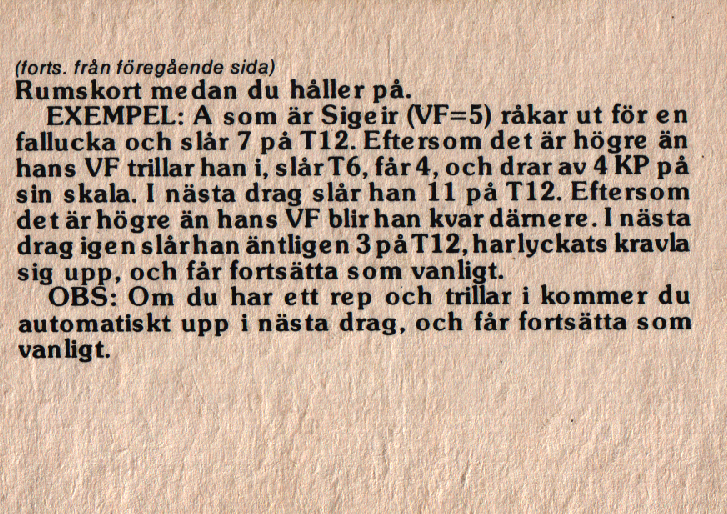 (forts. från föregående sida)
Rumskort medan du håller på.
EXEMPEL: A som är Sigeir (VF=5) råkar ut för en
fallucka och slår 7 på T12. Eftersom det är högre än
hans VF trillar han i, slår T6, får 4, och drar av 4 KP på
sin skala. I nästa drag slår han 11 på T12. Eftersom
det är högre än hans VF blir han kvar därnere. I nästa
drag igen slår han äntligen 3 på T12, har lyckats kravla
sig upp, och får fortsätta som vanligt.
OBS: Om du har ett rep och trillar i kommer du
automatiskt upp i nästa drag, och får fortsätta som
vanligt.